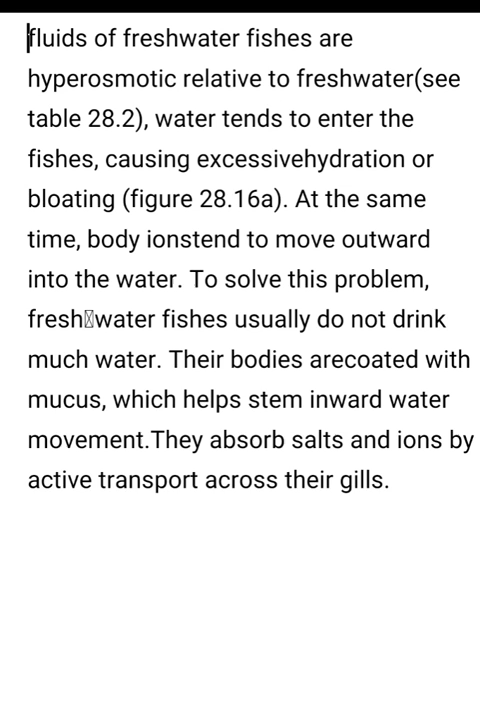 fluids of freshwater fishes are
hyperosmotic relative to freshwater(see
table 28.2), water tends to enter the
fishes, causing excessivehydration or
bloating (figure 28.16a). At the same
time, body ionstend to move outward
into the water. To solve this problem,
fresh￾water fishes usually do not drink
much water. Their bodies arecoated with
mucus, which helps stem inward water
movement.They absorb salts and ions by
active transport across their gills.